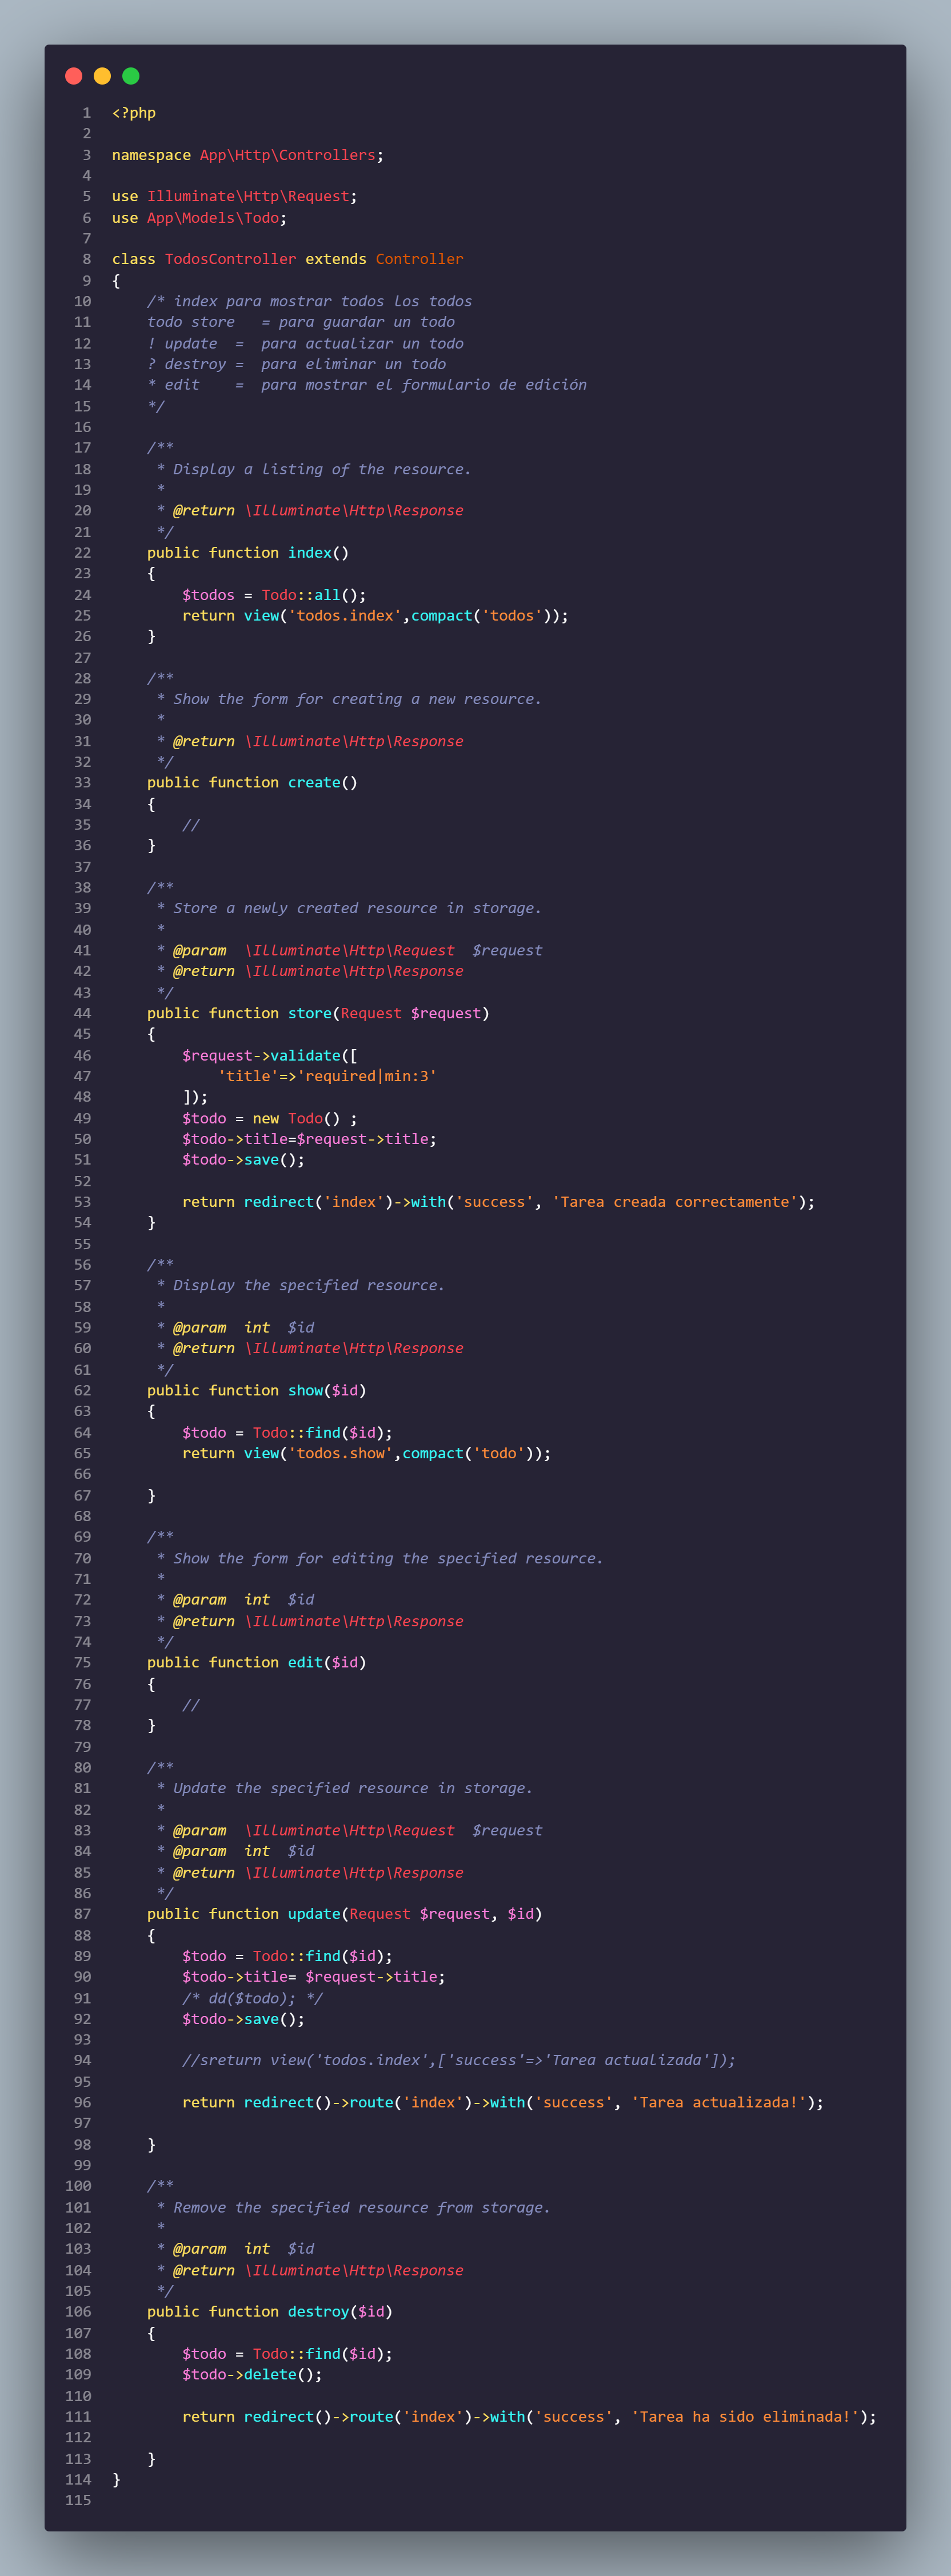 1 <?php
2
3 namespace App\Http\Controllers;
4
5 use Illuminate\Http\Request;
6 use App\Models\Todo;
7
8 class TodosController extends Controller
9 {
10     /* index para mostrar todos los todos
11     todo store   = para guardar un todo
12     ! update  =  para actualizar un todo
13     ? destroy =  para eliminar un todo
14     * edit    =  para mostrar el formulario de edición
15     */
16
17     /**
18      * Display a listing of the resource.
19      *
20      * @return \Illuminate\Http\Response
21      */
22     public function index()
23     {
24         $todos = Todo::all();
25         return view('todos.index',compact('todos'));
26     }
27
28     /**
29      * Show the form for creating a new resource.
30      *
31      * @return \Illuminate\Http\Response
32      */
33     public function create()
34     {
35         //
36     }
37
38     /**
39      * Store a newly created resource in storage.
40      *
41      * @param  \Illuminate\Http\Request  $request
42      * @return \Illuminate\Http\Response
43      */
44     public function store(Request $request)
45     {
46         $request->validate([
47             'title'=>'required|min:3'
48         ]);
49         $todo = new Todo() ;
50         $todo->title=$request->title;
51         $todo->save();
52
53         return redirect('index')->with('success', 'Tarea creada correctamente');
54     }
55
56     /**
57      * Display the specified resource.
58      *
59      * @param  int  $id
60      * @return \Illuminate\Http\Response
61      */
62     public function show($id)
63     {
64         $todo = Todo::find($id);
65         return view('todos.show',compact('todo'));
66
67     }
68
69     /**
70      * Show the form for editing the specified resource.
71      *
72      * @param  int  $id
73      * @return \Illuminate\Http\Response
74      */
75     public function edit($id)
76     {
77         //
78     }
79
80     /**
81      * Update the specified resource in storage.
82      *
83      * @param  \Illuminate\Http\Request  $request
84      * @param  int  $id
85      * @return \Illuminate\Http\Response
86      */
87     public function update(Request $request, $id)
88     {
89         $todo = Todo::find($id);
90         $todo->title= $request->title;
91         /* dd($todo); */
92         $todo->save();
93
94         //sreturn view('todos.index',['success'=>'Tarea actualizada']);
95
96         return redirect()->route('index')->with('success', 'Tarea actualizada!');
97
98     }
99
100     /**
101      * Remove the specified resource from storage.
102      *
103      * @param  int  $id
104      * @return \Illuminate\Http\Response
105      */
106     public function destroy($id)
107     {
108         $todo = Todo::find($id);
109         $todo->delete();
110
111         return redirect()->route('index')->with('success', 'Tarea ha sido eliminada!');
112
113     }
114 }
115